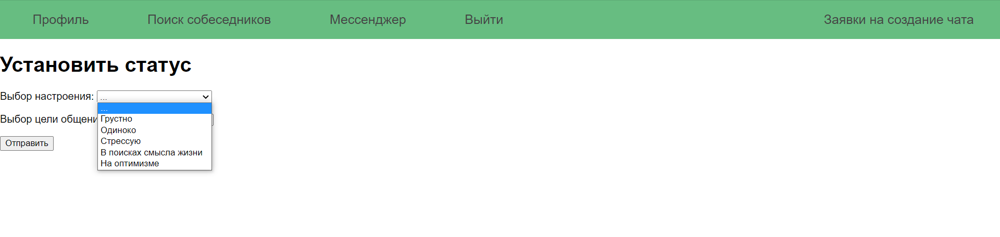 Профиль Поиск собеседников Мессенджер Выйти Заявки на создание чата
Установить статус
Выбор настроения: ...
...
Выбор цели общени
Грустно
Одиноко
Стрессую
В поисках смысла жизни
На оптимизме
Отправить